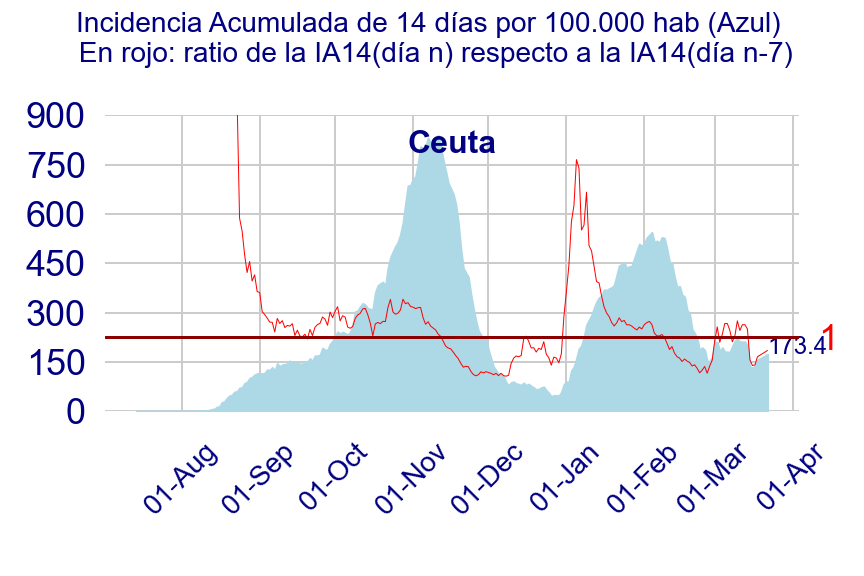 Incidencia Acumulada de 14 días por 100.000 hab (Azul)
En rojo: ratio de la IA14(día n) respecto a la IA14(día n-7)
Ceuta
900
750
600
450
300
150
0
1
173.4
01-Aug
01-Sep
01-Oct
01-Nov
01-Dec
01-Jan
01-Feb
01-Mar
01-Apr